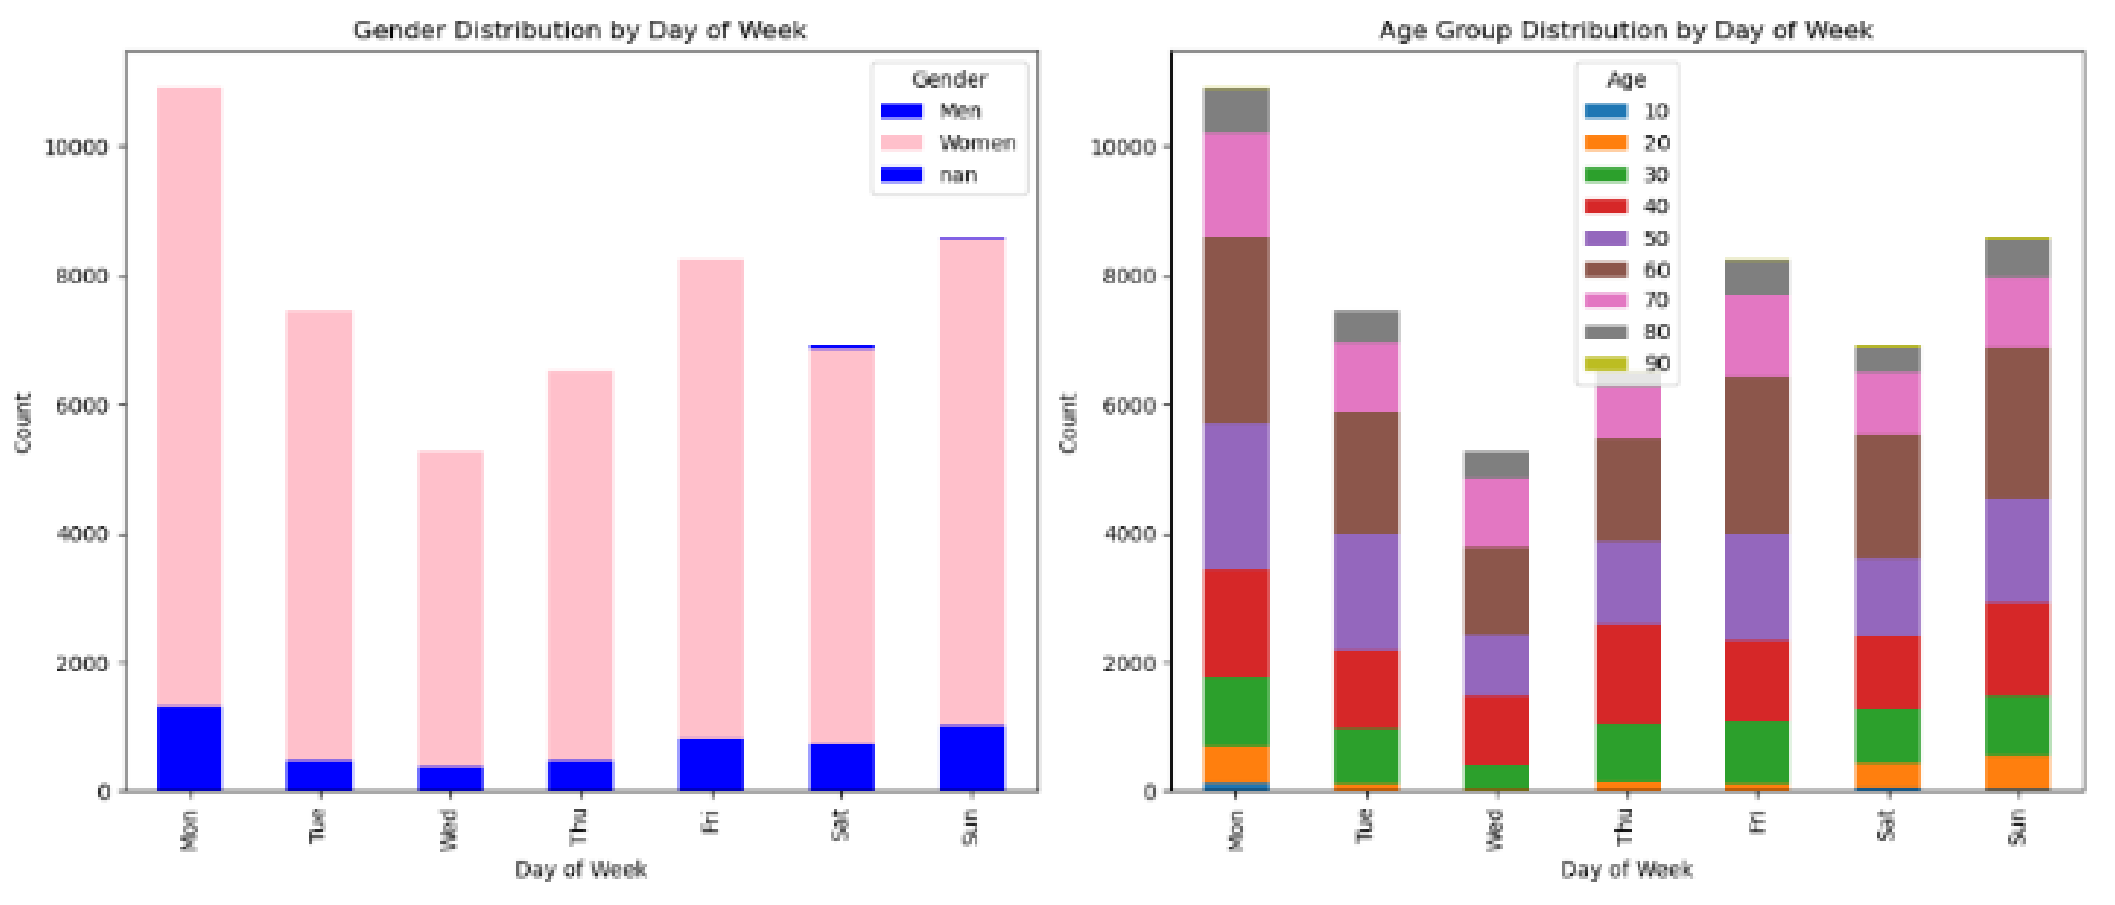 Gender Distribution by Day of Week
Gender
Men
Women
nan
10000
8000
6000
4000
2000
0
Count
Mon
Tue
Wed
Thu
Fri
Sat
Sun
Day of Week
Age Group Distribution by Day of Week
Age
10
20
30
40
50
60
70
80
90
10000
8000
6000
4000
2000
0
Count
Mon
Tue
Wed
Thu
Fri
Sat
Sun
Day of Week